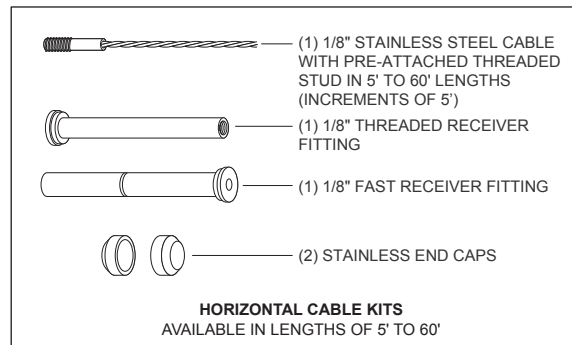 (1) 1/8" STAINLESS STEEL CABLE
WITH PRE-ATTACHED THREADED
STUD IN 5' TO 60' LENGTHS
(INCREMENTS OF 5’)
(1) 1/8" THREADED RECEIVER
FITTING
(1) 1/8" FAST RECEIVER FITTING
(2) STAINLESS END CAPS
HORIZONTAL CABLE KITS
AVAILABLE IN LENGTHS OF 5' TO 60'